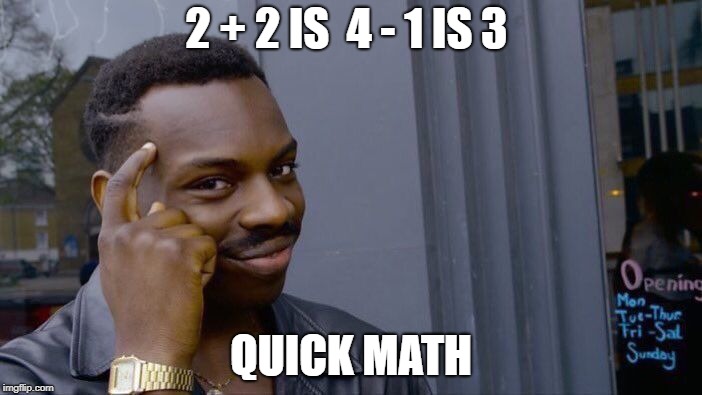 2 + 2 IS 4 - 1 IS 3
Opening
Mon
Tue-Thur
Fri -Sat
Sunday
QUICK MATH
imgflip.com